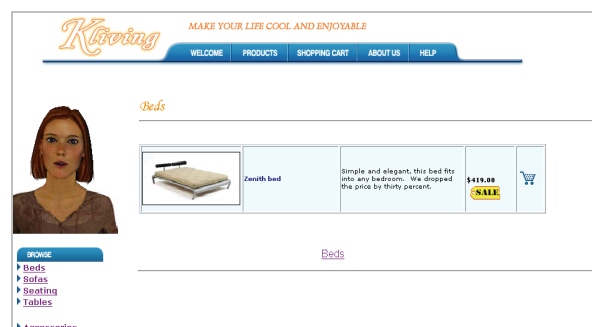 Kliving
MAKE YOUR LIFE COOL AND ENJOYABLE
WELCOME PRODUCTS SHOPPING CART ABOUT US HELP
Beds
Zenith bed
Simple and elegant, this bed fits
into any bedroom. We dropped
the price by thirty percent.
$419.00
SALE
Beds
BROWSE
Beds
Sofas
Seating
Tables
Accessories